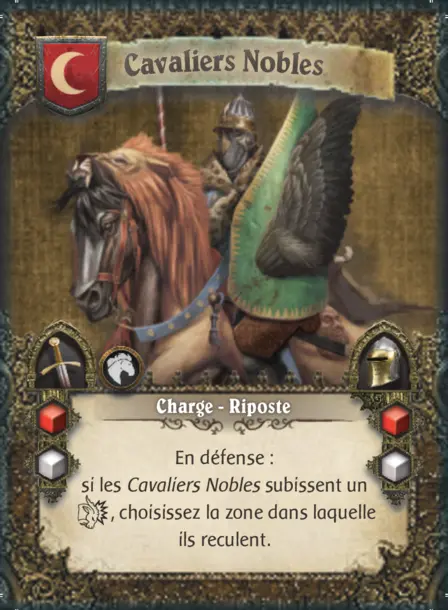 Cavaliers Nobles
Charge - Riposte
En défense :
si les Cavaliers Nobles subissent un
, choisissez la zone dans laquelle
ils reculent.